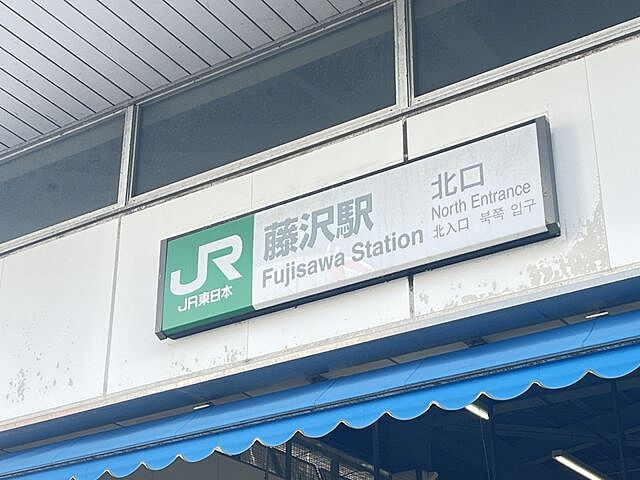 JR
JR東日本
藤沢駅
Fujisawa Station
北口
North Entrance
北入口 북쪽 입구